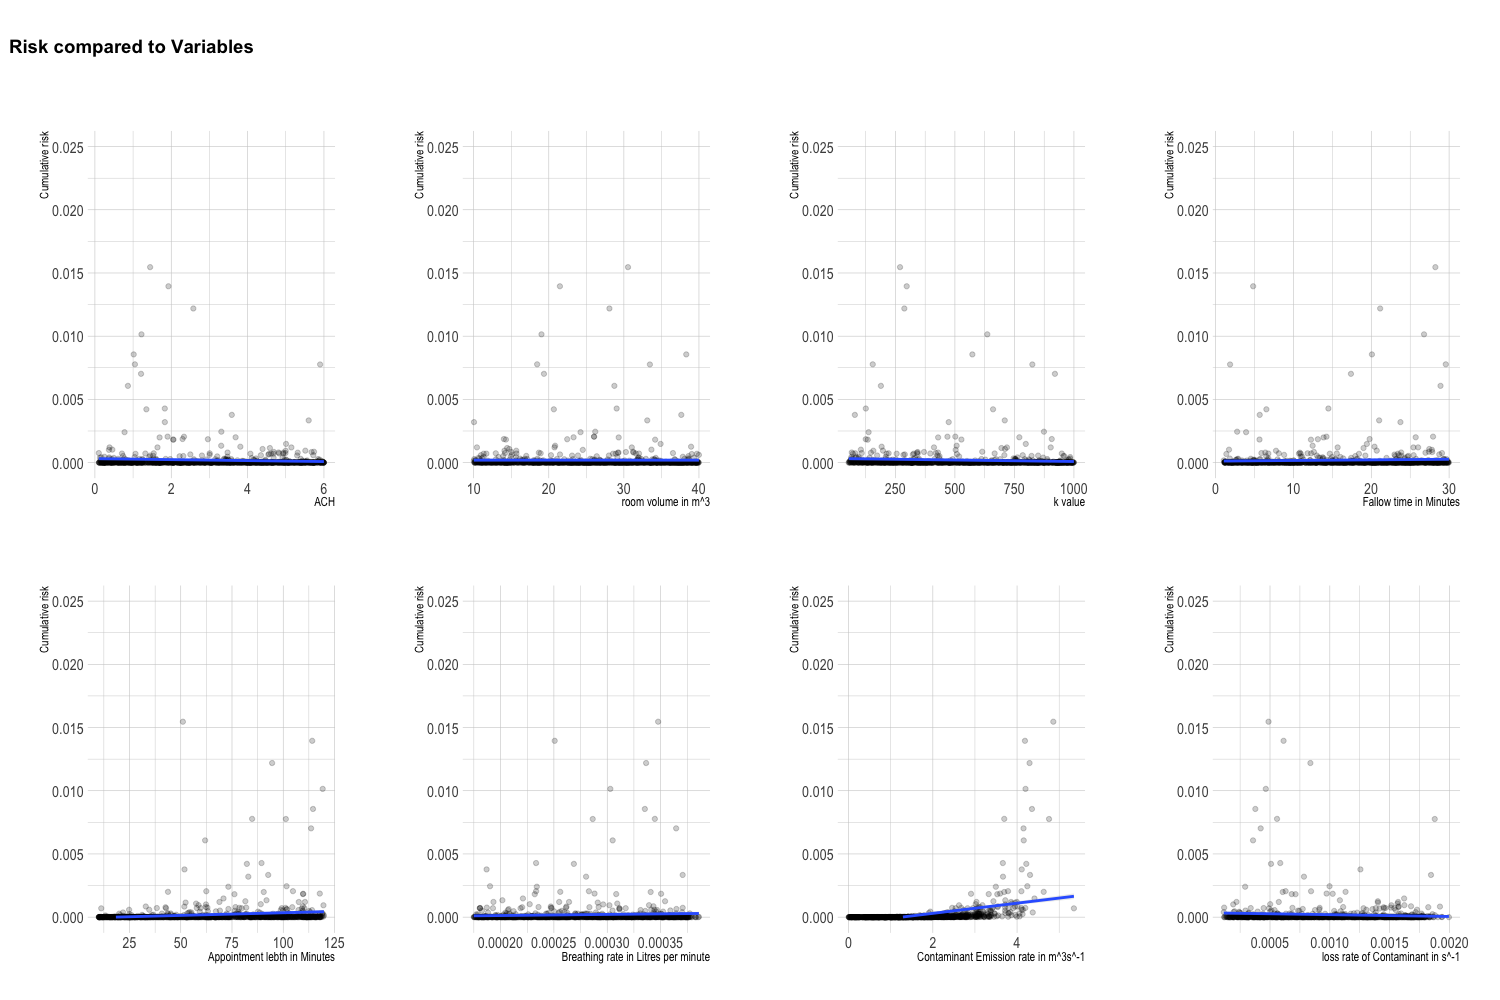 Risk compared to Variables
Cumulative risk
0.025
0.020
0.015
0.010
0.005
0.000
0 2 4 6
ACH
Cumulative risk
0.025
0.020
0.015
0.010
0.005
0.000
10 20 30 40
room volume in m^3
Cumulative risk
0.025
0.020
0.015
0.010
0.005
0.000
250 500 750 1000
k value
Cumulative risk
0.025
0.020
0.015
0.010
0.005
0.000
0 10 20 30
Fallow time in Minutes
Cumulative risk
0.025
0.020
0.015
0.010
0.005
0.000
25 50 75 100 125
Appointment lebth in Minutes
Cumulative risk
0.025
0.020
0.015
0.010
0.005
0.000
0.00020 0.00025 0.00030 0.00035
Breathing rate in Litres per minute
Cumulative risk
0.025
0.020
0.015
0.010
0.005
0.000
0 2 4
Contaminant Emission rate in m^3s^-1
Cumulative risk
0.025
0.020
0.015
0.010
0.005
0.000
0.0005 0.0010 0.0015 0.0020
loss rate of Contaminant in s^-1